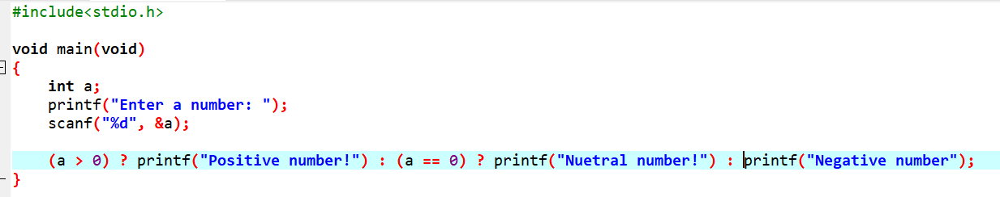 #include<stdio.h>
void main(void)
{
int a;
printf("Enter a number: ");
scanf("%d", &a);
(a > 0) ? printf("Positive number!") : (a == 0) ? printf("Nuetral number!") : printf("Negative number");
}